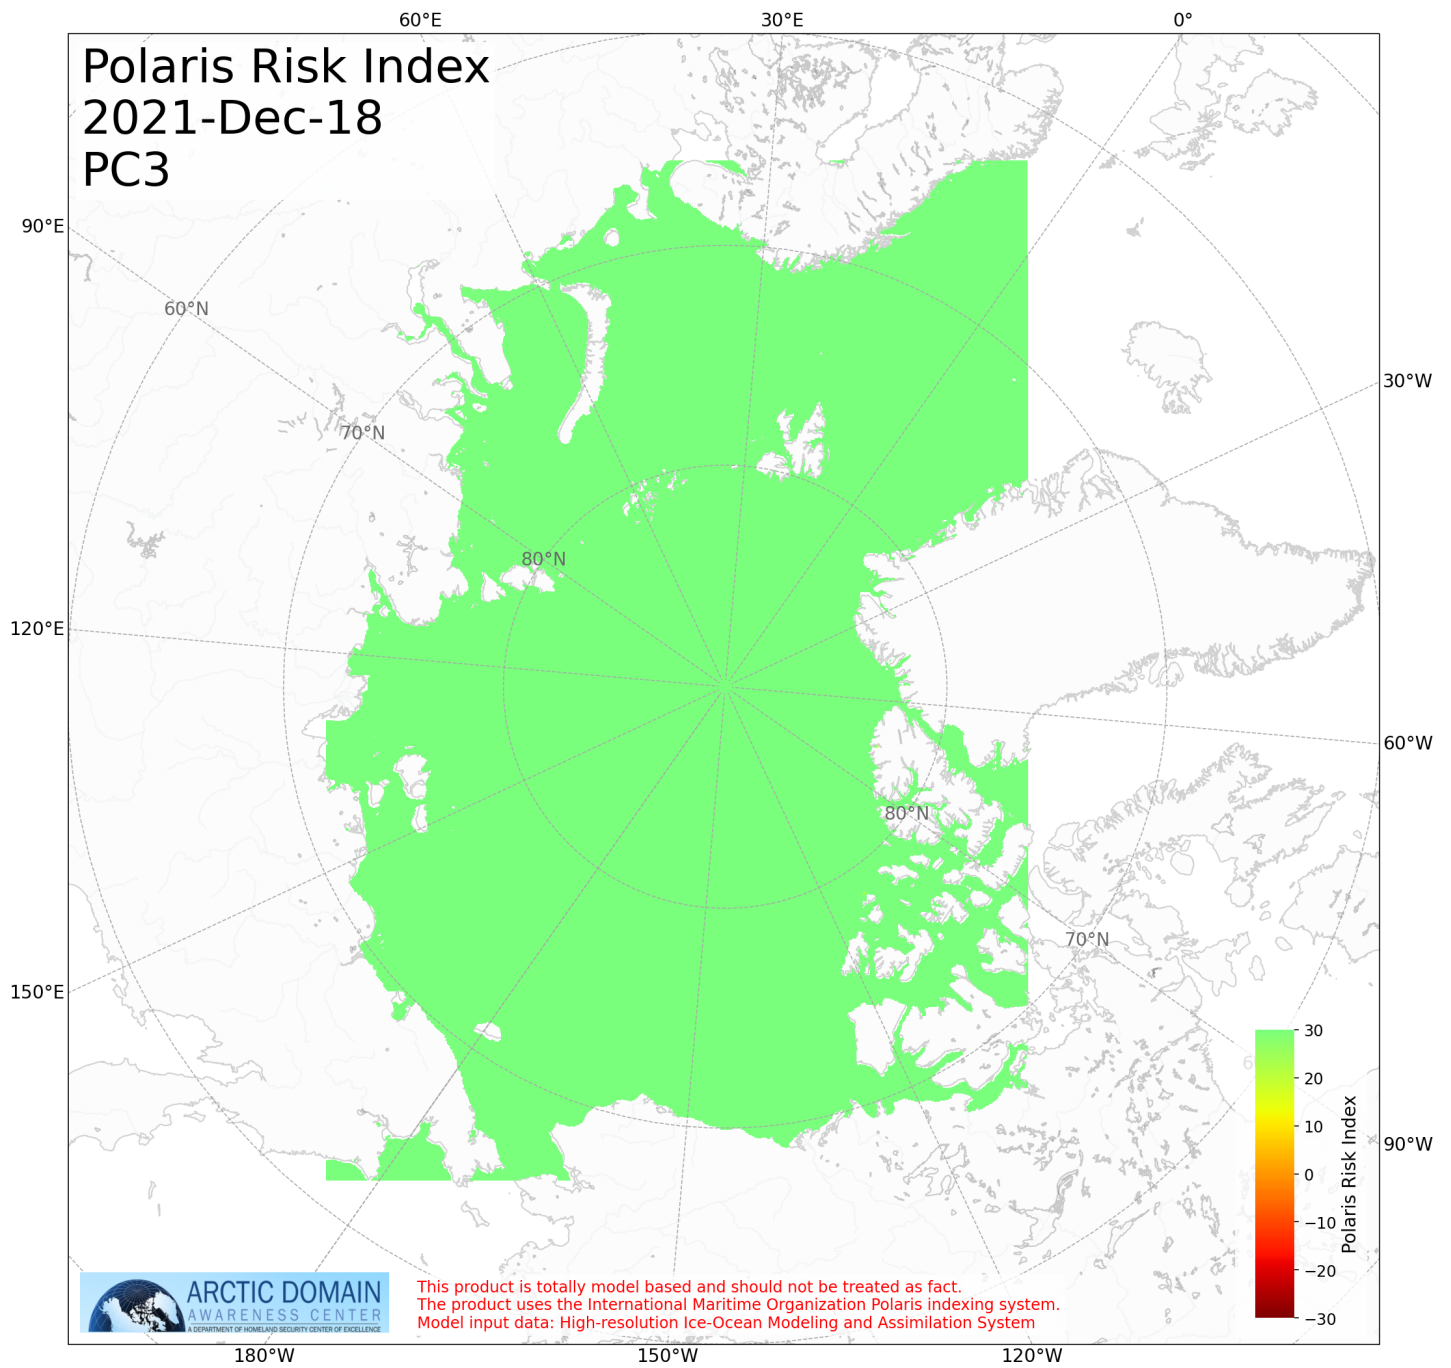 60°E 30°E 0°
Polaris Risk Index
2021-Dec-18
PC3
90°E
60°N
30°W
70°N
80°N
120°E
60°W
80°N
70°N
150°E
30
20
10
0
−10
−20
−30
Polaris Risk Index
90°W
ARCTIC DOMAIN
AWARENESS CENTER
A DEPARTMENT OF HOMELAND SECURITY CENTER OF EXCELLENCE
This product is totally model based and should not be treated as fact.
The product uses the International Maritime Organization Polaris indexing system.
Model input data: High-resolution Ice-Ocean Modeling and Assimilation System
180°W 150°W 120°W